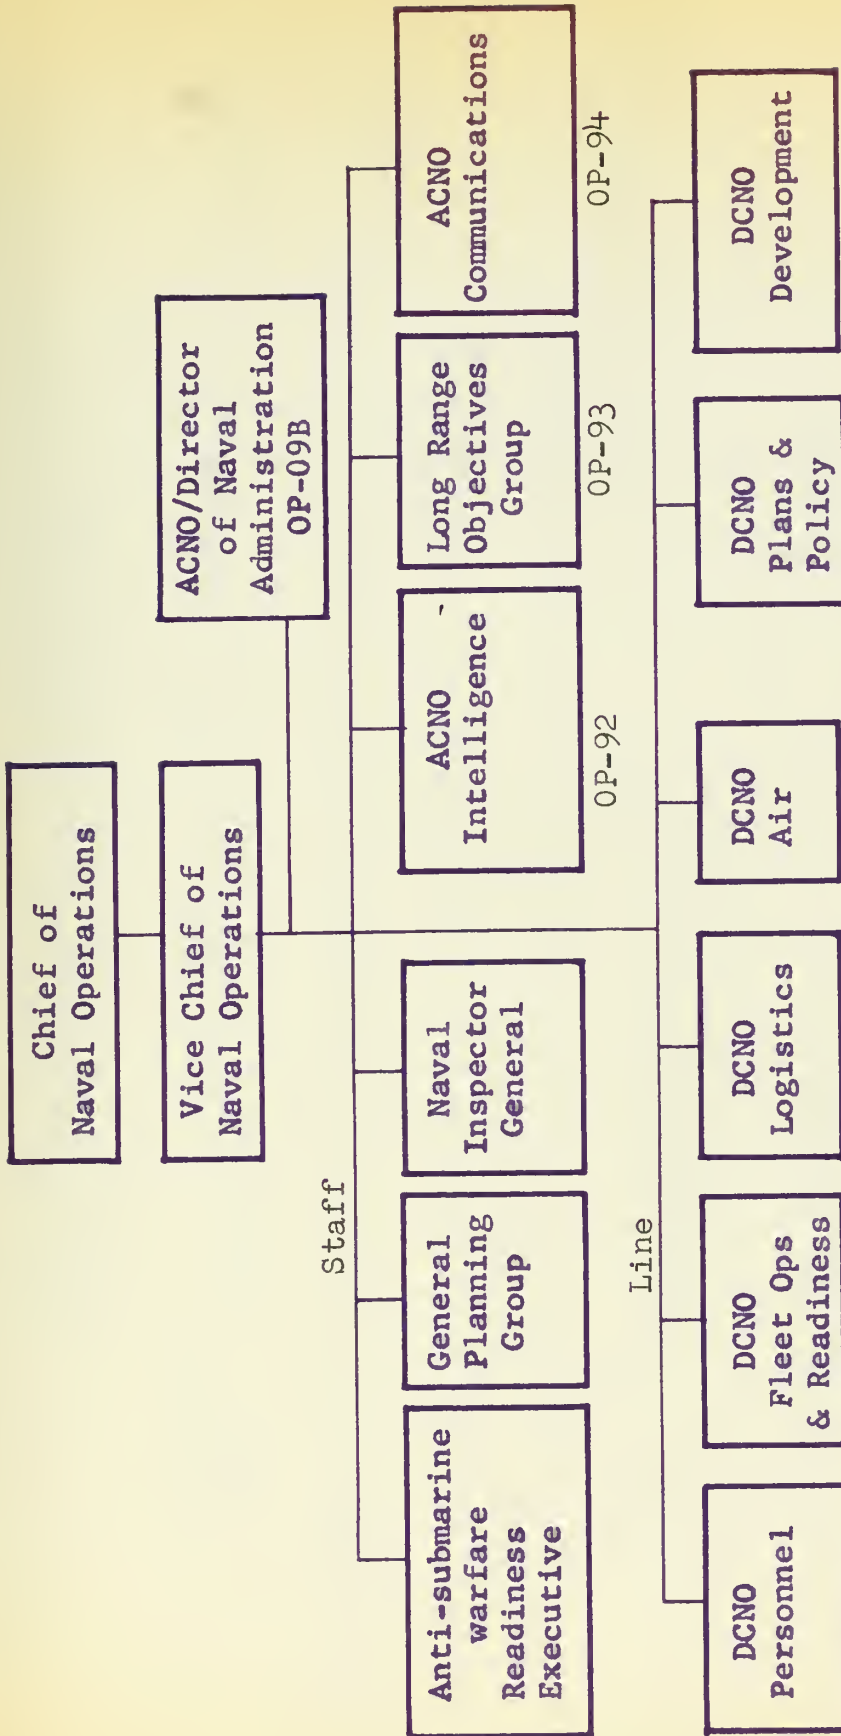 Chief of
Naval Operations
Vice Chief of
Naval Operations
ACNO/Director
of Naval
Administration
OP-09B
Staff
Anti-submarine
warfare
Readiness
Executive
General
Planning
Group
Naval
Inspector
General
ACNO
Intelligence
OP-92
Long Range
Objectives
Group
OP-93
ACNO
Communications
OP-94
Line
DCNO
Personnel
DCNO
Fleet Ops
& Readiness
DCNO
Logistics
DCNO
Air
DCNO
Plans &
Policy
DCNO
Development